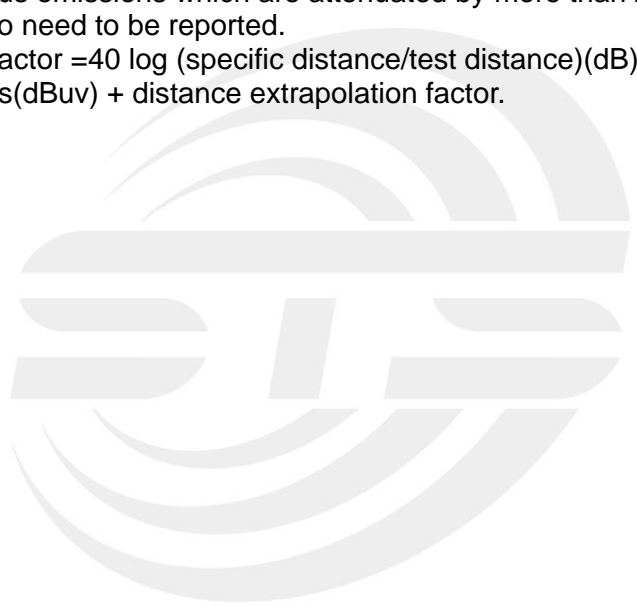 emissions which are attenuated by more than
o need to be reported.
actor =40 log (specific distance/test distance)(dB)
s(dBuv) + distance extrapolation factor.
STS